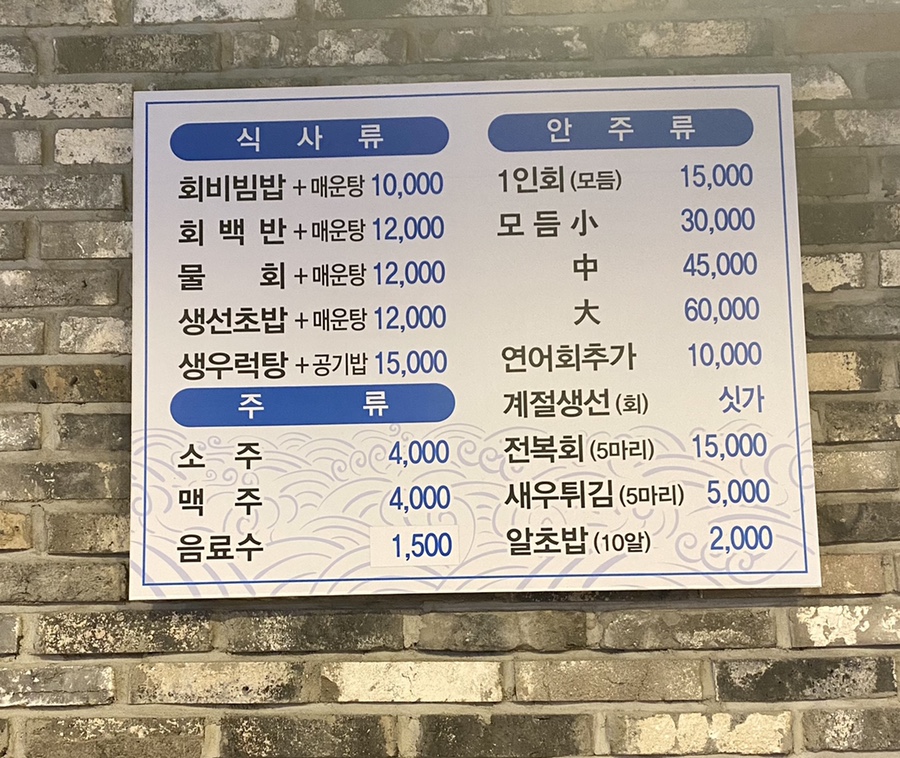 식 사 류
회비빔밥 + 매운탕 10,000
회 백 반 + 매운탕 12,000
물 회 + 매운탕 12,000
생선초밥 + 매운탕 12,000
생우럭탕 + 공기밥 15,000
주 류
소 주 4,000
맥 주 4,000
음료수 1,500
안 주 류
1인회 (모듬) 15,000
모 듬 小 30,000
中 45,000
大 60,000
연어회추가 10,000
계절생선 (회) 싯가
전복회 (5마리) 15,000
새우튀김 (5마리) 5,000
알초밥 (10알) 2,000